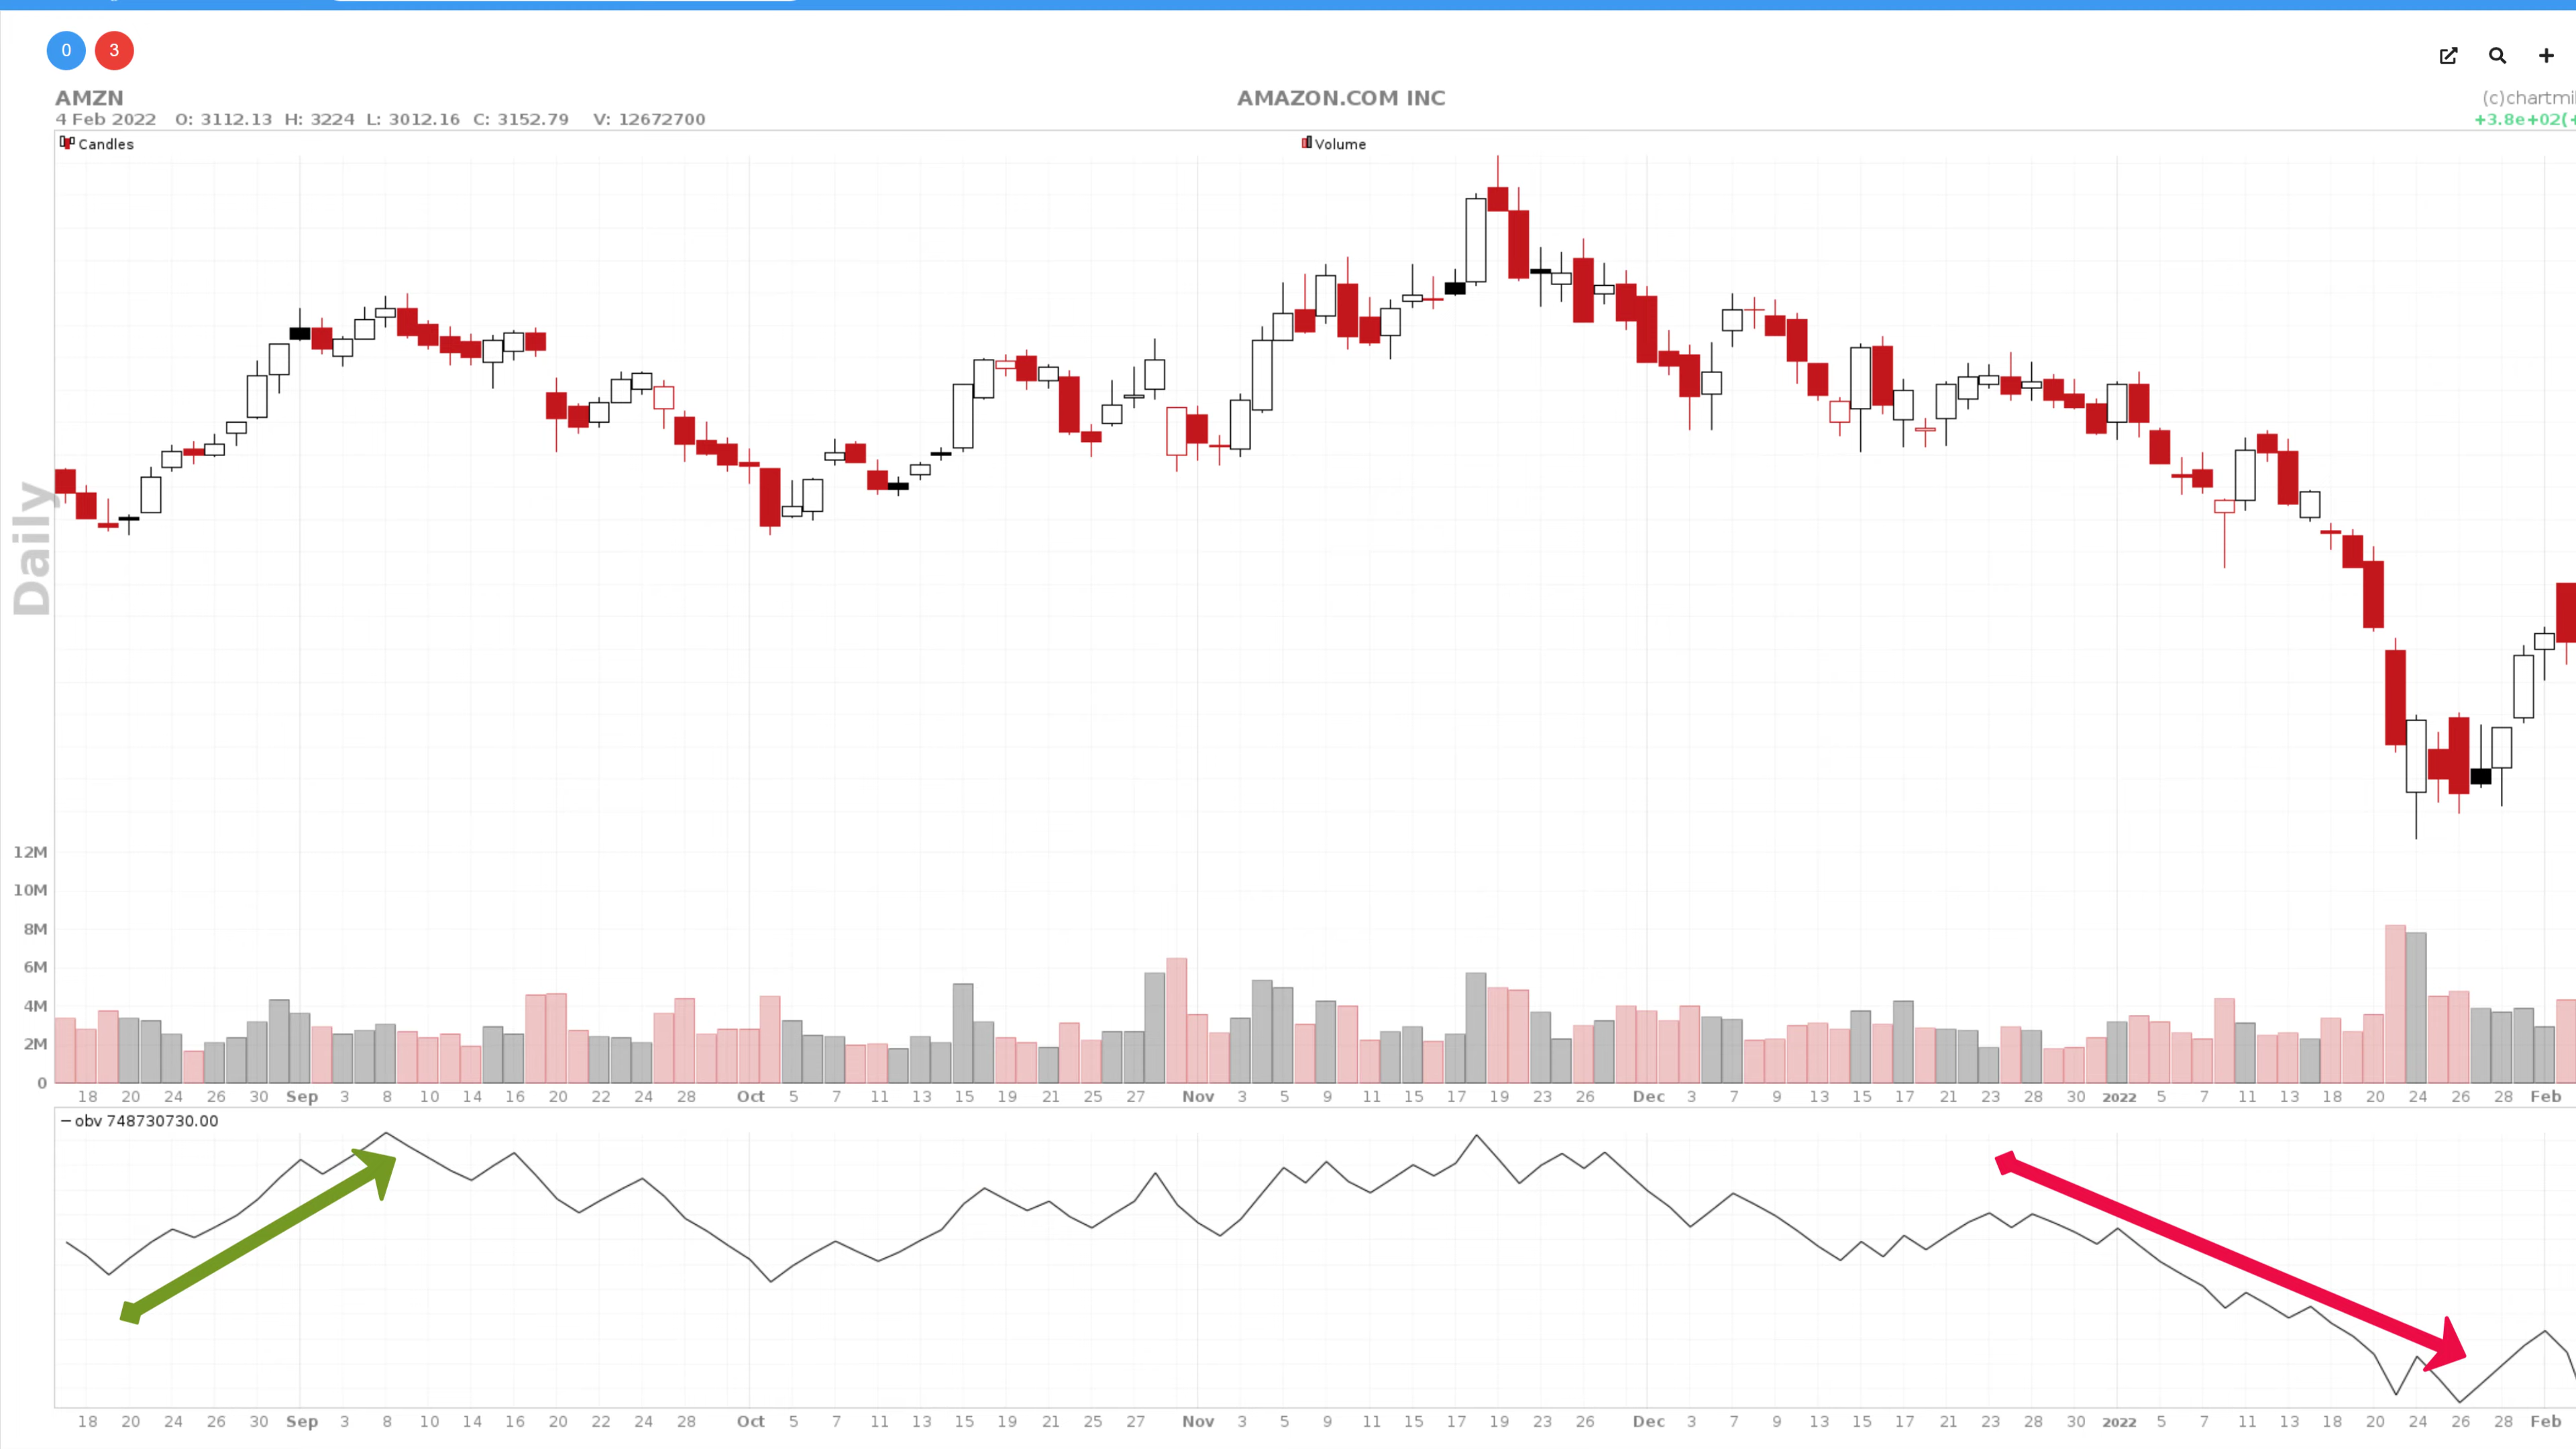 0 3
AMZN
AMAZON.COM INC
(c)chartmil
4 Feb 2022 O: 3112.13 H: 3224 L: 3012.16 C: 3152.79 V: 12672700
+3.8e+02(+
Candles
Volume
Daily
12M
10M
8M
6M
4M
2M
0
18 20 24 26 30 Sep 3 8 10 14 16 20 22 24 28 Oct 5 7 11 13 15 19 21 25 27 Nov 3 5 9 11 15 17 19 23 26 Dec 3 7 9 13 15 17 21 23 28 30 2022 5 7 11 13 18 20 24 26 28 Feb
obv 748730730.00
18 20 24 26 30 Sep 3 8 10 14 16 20 22 24 28 Oct 5 7 11 13 15 19 21 25 27 Nov 3 5 9 11 15 17 19 23 26 Dec 3 7 9 13 15 17 21 23 28 30 2022 5 7 11 13 18 20 24 26 28 Feb